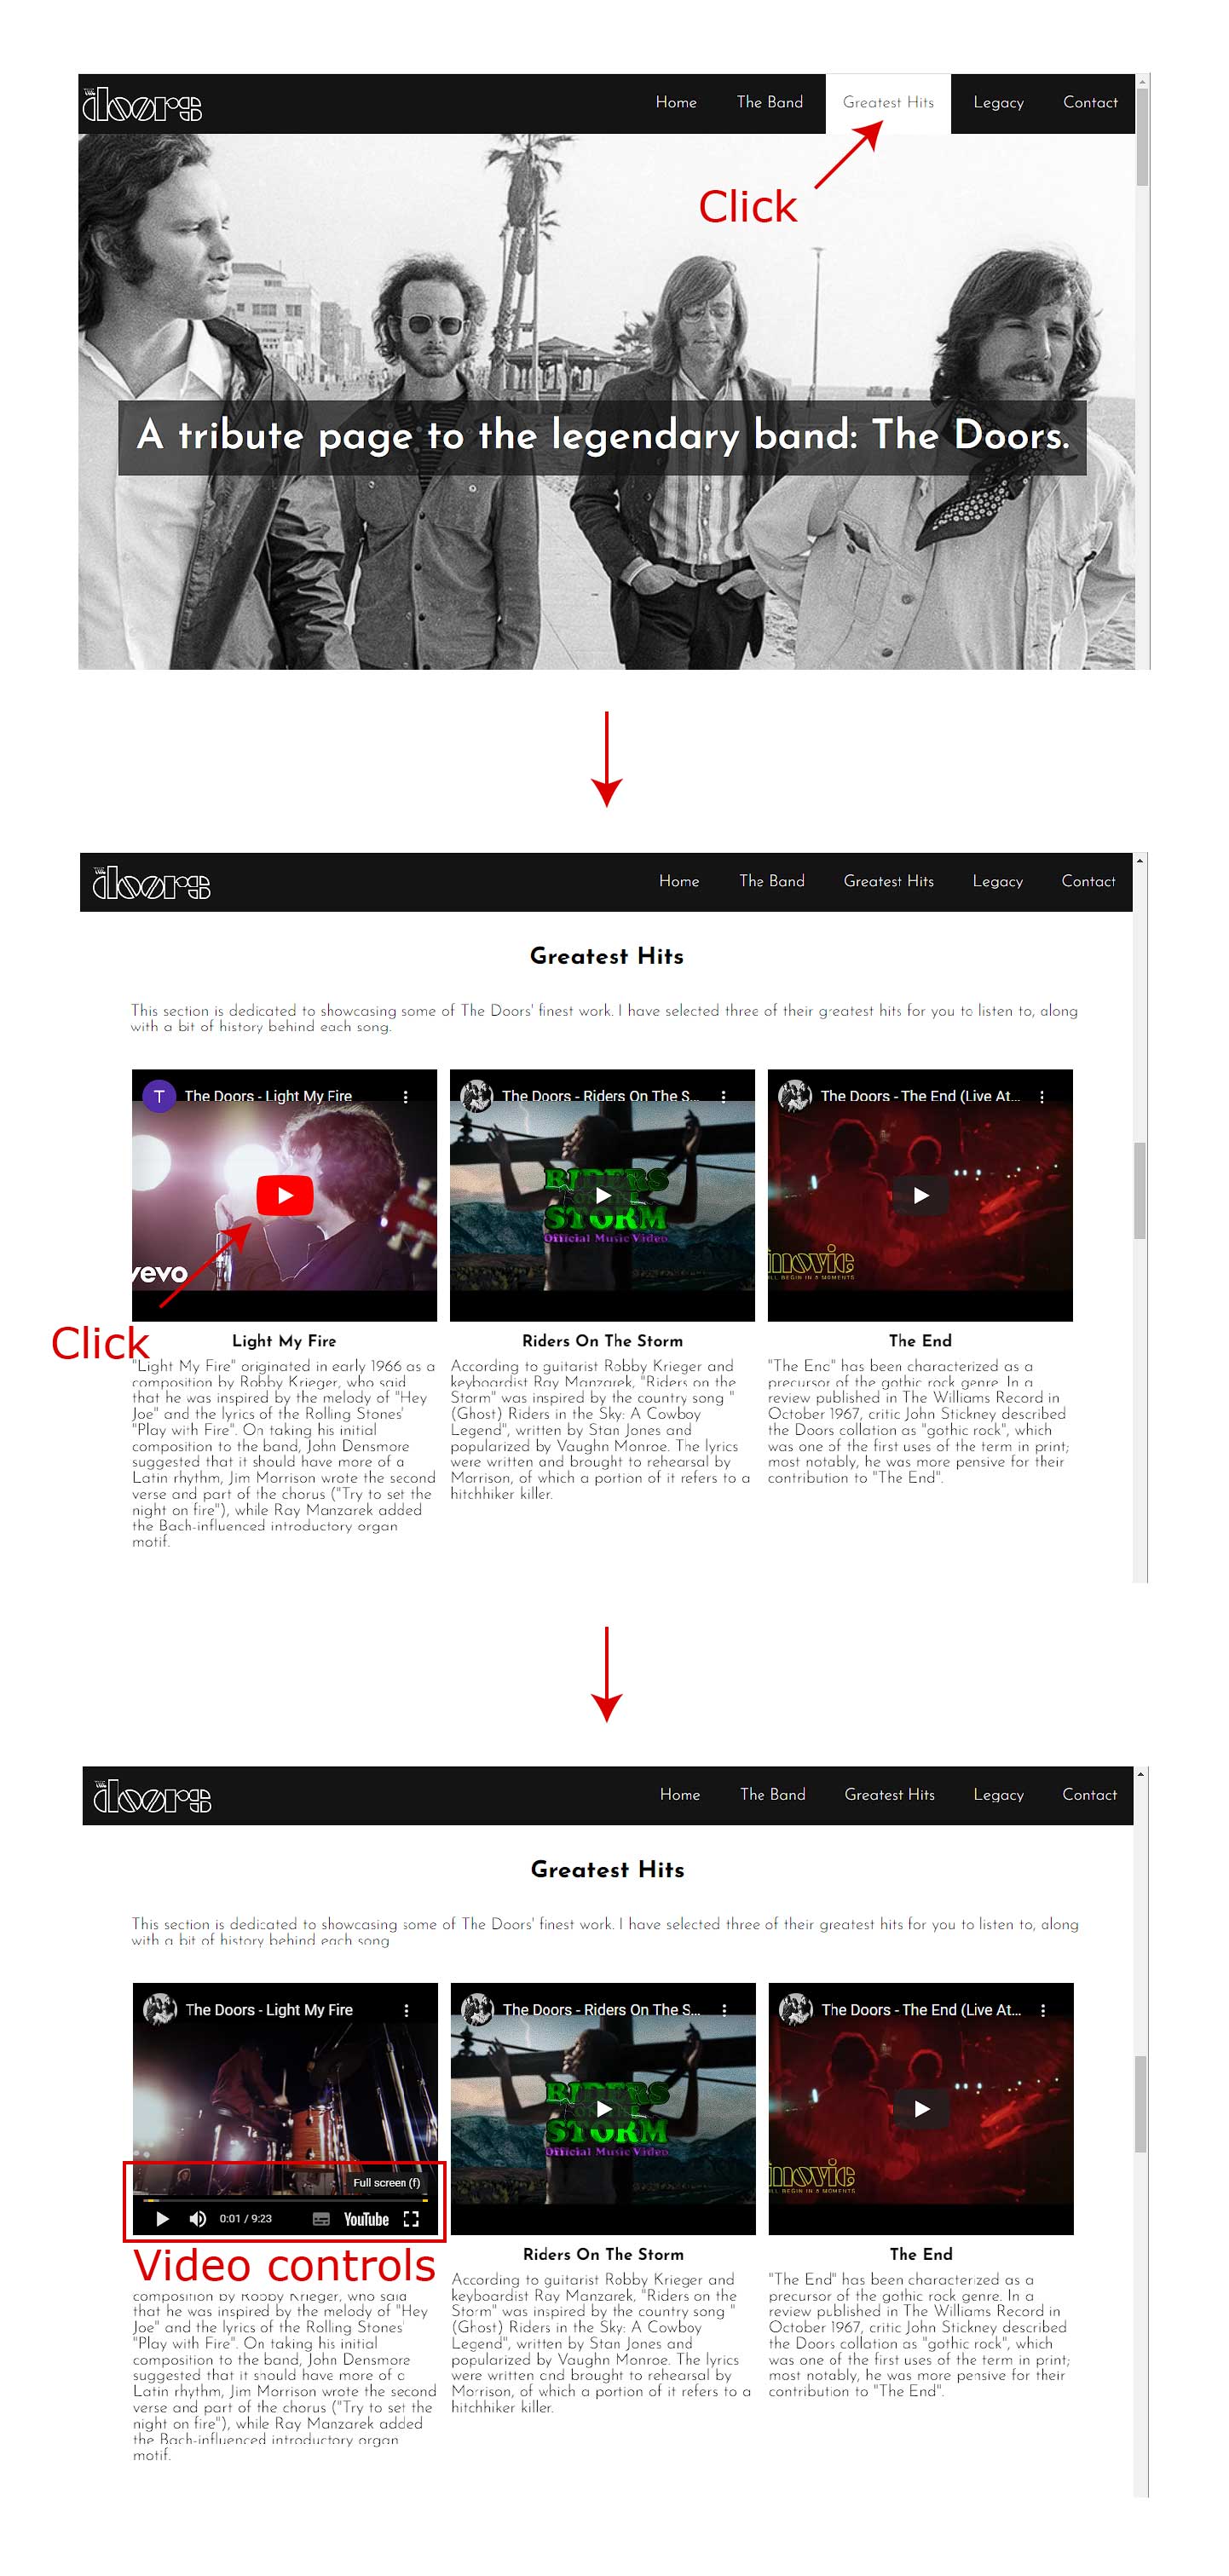 THE
doors
Home The Band Greatest Hits Legacy Contact
Click
A tribute page to the legendary band: The Doors.
THE
doors
Home The Band Greatest Hits Legacy Contact
Greatest Hits
This section is dedicated to showcasing some of The Doors' finest work. I have selected three of their greatest hits for you to listen to, along
with a bit of history behind each song.
T The Doors - Light My Fire
vevo
Click
Light My Fire
"Light My Fire" originated in early 1966 as a
composition by Robby Krieger, who said
that he was inspired by the melody of "Hey
Joe" and the lyrics of the Rolling Stones'
"Play with Fire". On taking his initial
composition to the band, John Densmore
suggested that it should have more of a
Latin rhythm, Jim Morrison wrote the second
verse and part of the chorus ("Try to set the
night on fire"), while Ray Manzarek added
the Bach-influenced introductory organ
motif.
The Doors - Riders On The S...
RIDERS
ON THE
STORM
Official Music Video
Riders On The Storm
According to guitarist Robby Krieger and
keyboardist Ray Manzarek, "Riders on the
Storm" was inspired by the country song "
(Ghost) Riders in the Sky: A Cowboy
Legend", written by Stan Jones and
popularized by Vaughn Monroe. The lyrics
were written and brought to rehearsal by
Morrison, of which a portion of it refers to a
hitchhiker killer.
The Doors - The End (Live At...
movie
ILL BEGIN IN 8 MOMENTS
The End
"The End" has been characterized as a
precursor of the gothic rock genre. In a
review published in The Williams Record in
October 1967, critic John Stickney described
the Doors collation as "gothic rock", which
was one of the first uses of the term in print;
most notably, he was more pensive for their
contribution to "The End".
THE
doors
Home The Band Greatest Hits Legacy Contact
Greatest Hits
This section is dedicated to showcasing some of The Doors' finest work. I have selected three of their greatest hits for you to listen to, along
with a bit of history behind each song
The Doors - Light My Fire
Full screen (f)
0:01 / 9:23 YouTube
Video controls
composition by Robby Krieger, who said
that he was inspired by the melody of "Hey
Joe" and the lyrics of the Rolling Stones'
"Play with Fire". On taking his initial
composition to the band, John Densmore
suggested that it should have more of a
Latin rhythm, Jim Morrison wrote the second
verse and part of the chorus ("Try to set the
night on fire"), while Ray Manzarek added
the Bach-influenced introductory organ
motif.
The Doors - Riders On The S...
RIDERS
ON THE
STORM
Official Music Video
Riders On The Storm
According to guitarist Robby Krieger and
keyboardist Ray Manzarek, "Riders on the
Storm" was inspired by the country song "
(Ghost) Riders in the Sky: A Cowboy
Legend", written by Stan Jones and
popularized by Vaughn Monroe. The lyrics
were written and brought to rehearsal by
Morrison, of which a portion of it refers to a
hitchhiker killer.
The Doors - The End (Live At...
movie
ILL BEGIN IN 8 MOMENTS
The End
"The End" has been characterized as a
precursor of the gothic rock genre. In a
review published in The Williams Record in
October 1967, critic John Stickney described
the Doors collation as "gothic rock", which
was one of the first uses of the term in print;
most notably, he was more pensive for their
contribution to "The End".